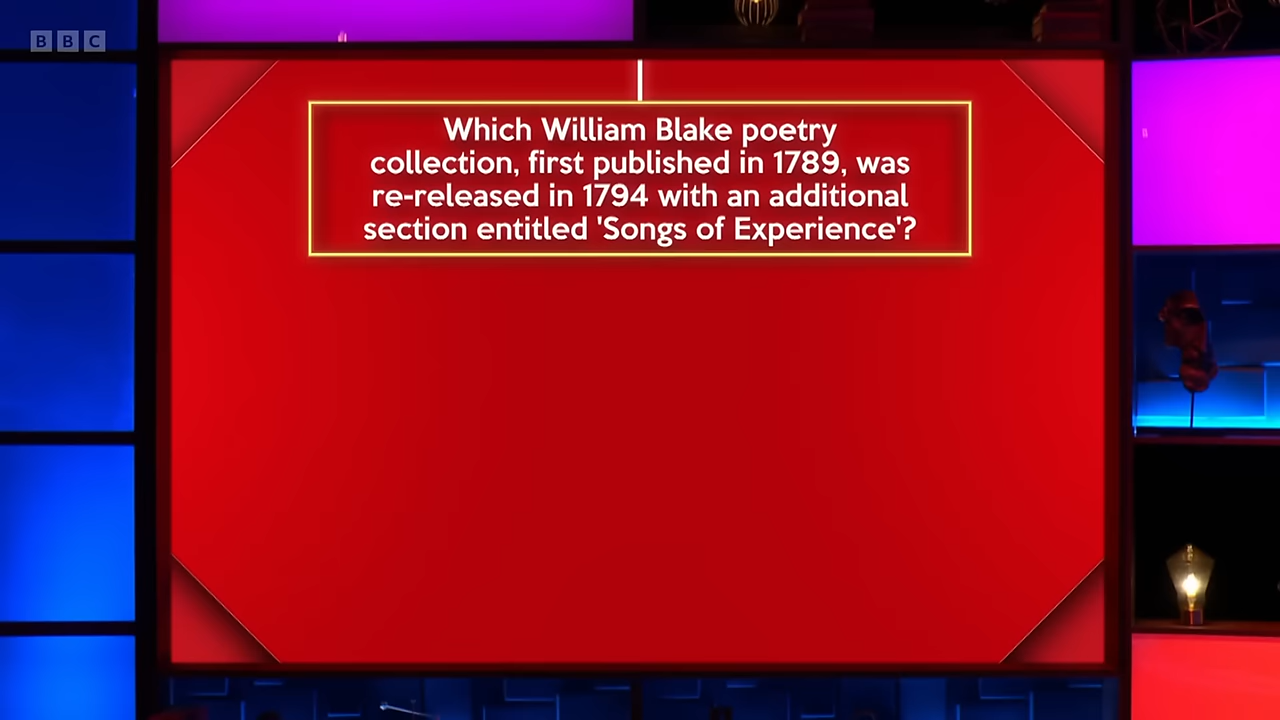 BBC
Which William Blake poetry
collection, first published in 1789, was
re-released in 1794 with an additional
section entitled 'Songs of Experience'?